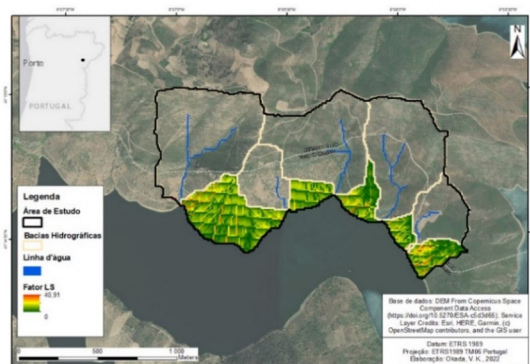 Porto
PORTUGAL
N
Legenda
Área de Estudo
Bacias Hidrográficas
Linha d'água
Fator LS
40,91
0
0
500
1 000
Meters
Base de dados: DEM From Copernicus Space
Component Data Access
Layer Credits: Esri, HERE, Garmin, (c)
OpenStreetMap contributors, and the GIS user
Datum: ETRS 1989
Projeção: ETRS1989 TM06 Portugal
Elaboração: Okada, V. K., 2022